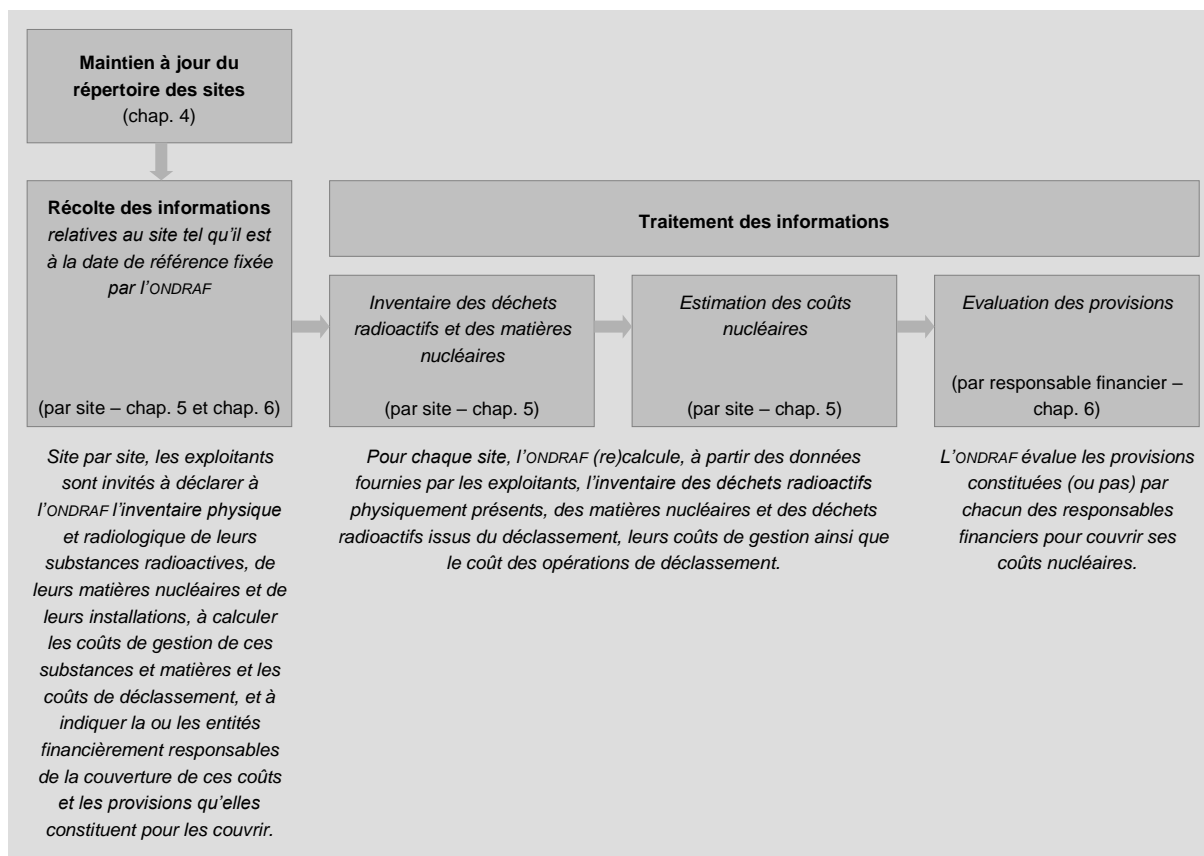 Maintien à jour du
répertoire des sites
(chap. 4)
Récolte des informations
relatives au site tel qu'il est
à la date de référence fixée
par l'ONDRAF
(par site – chap. 5 et chap. 6)
Traitement des informations
Inventaire des déchets
radioactifs et des matières
nucléaires
(par site – chap. 5)
Estimation des coûts
nucléaires
(par site – chap. 5)
Evaluation des provisions
(par responsable financier –
chap. 6)
Site par site, les exploitants
sont invités à déclarer à
l'ONDRAF l'inventaire physique
et radiologique de leurs
substances radioactives, de
leurs matières nucléaires et de
leurs installations, à calculer
les coûts de gestion de ces
substances et matières et les
coûts de déclassement, et à
indiquer la ou les entités
financièrement responsables
de la couverture de ces coûts
et les provisions qu'elles
constituent pour les couvrir.
Pour chaque site, l'ONDRAF (re)calcule, à partir des données
fournies par les exploitants, l'inventaire des déchets radioactifs
physiquement présents, des matières nucléaires et des déchets
radioactifs issus du déclassement, leurs coûts de gestion ainsi que
le coût des opérations de déclassement.
L'ONDRAF évalue les provisions
constituées (ou pas) par
chacun des responsables
financiers pour couvrir ses
coûts nucléaires.